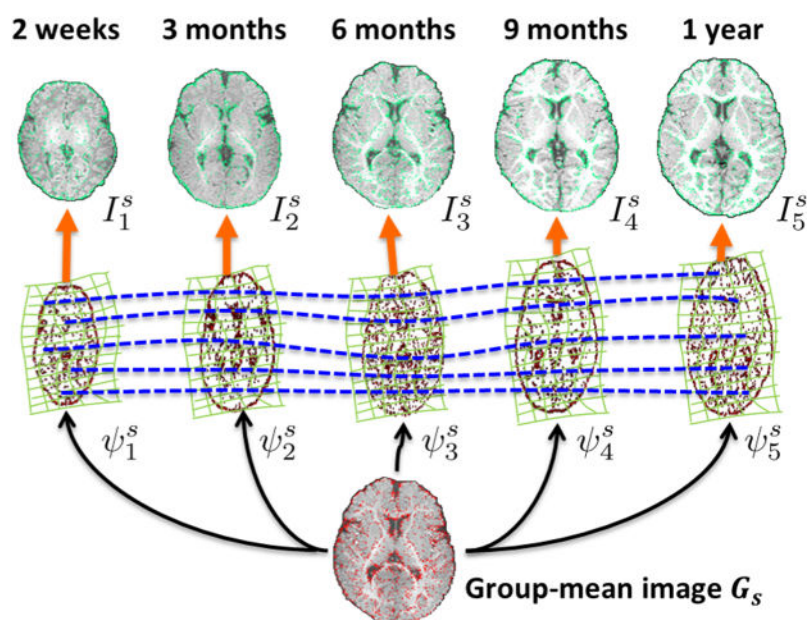 2 weeks 3 months 6 months 9 months 1 year
I_1^s I_2^s I_3^s I_4^s I_5^s
ψ_1^s ψ_2^s ψ_3^s ψ_4^s ψ_5^s
Group-mean image G_s